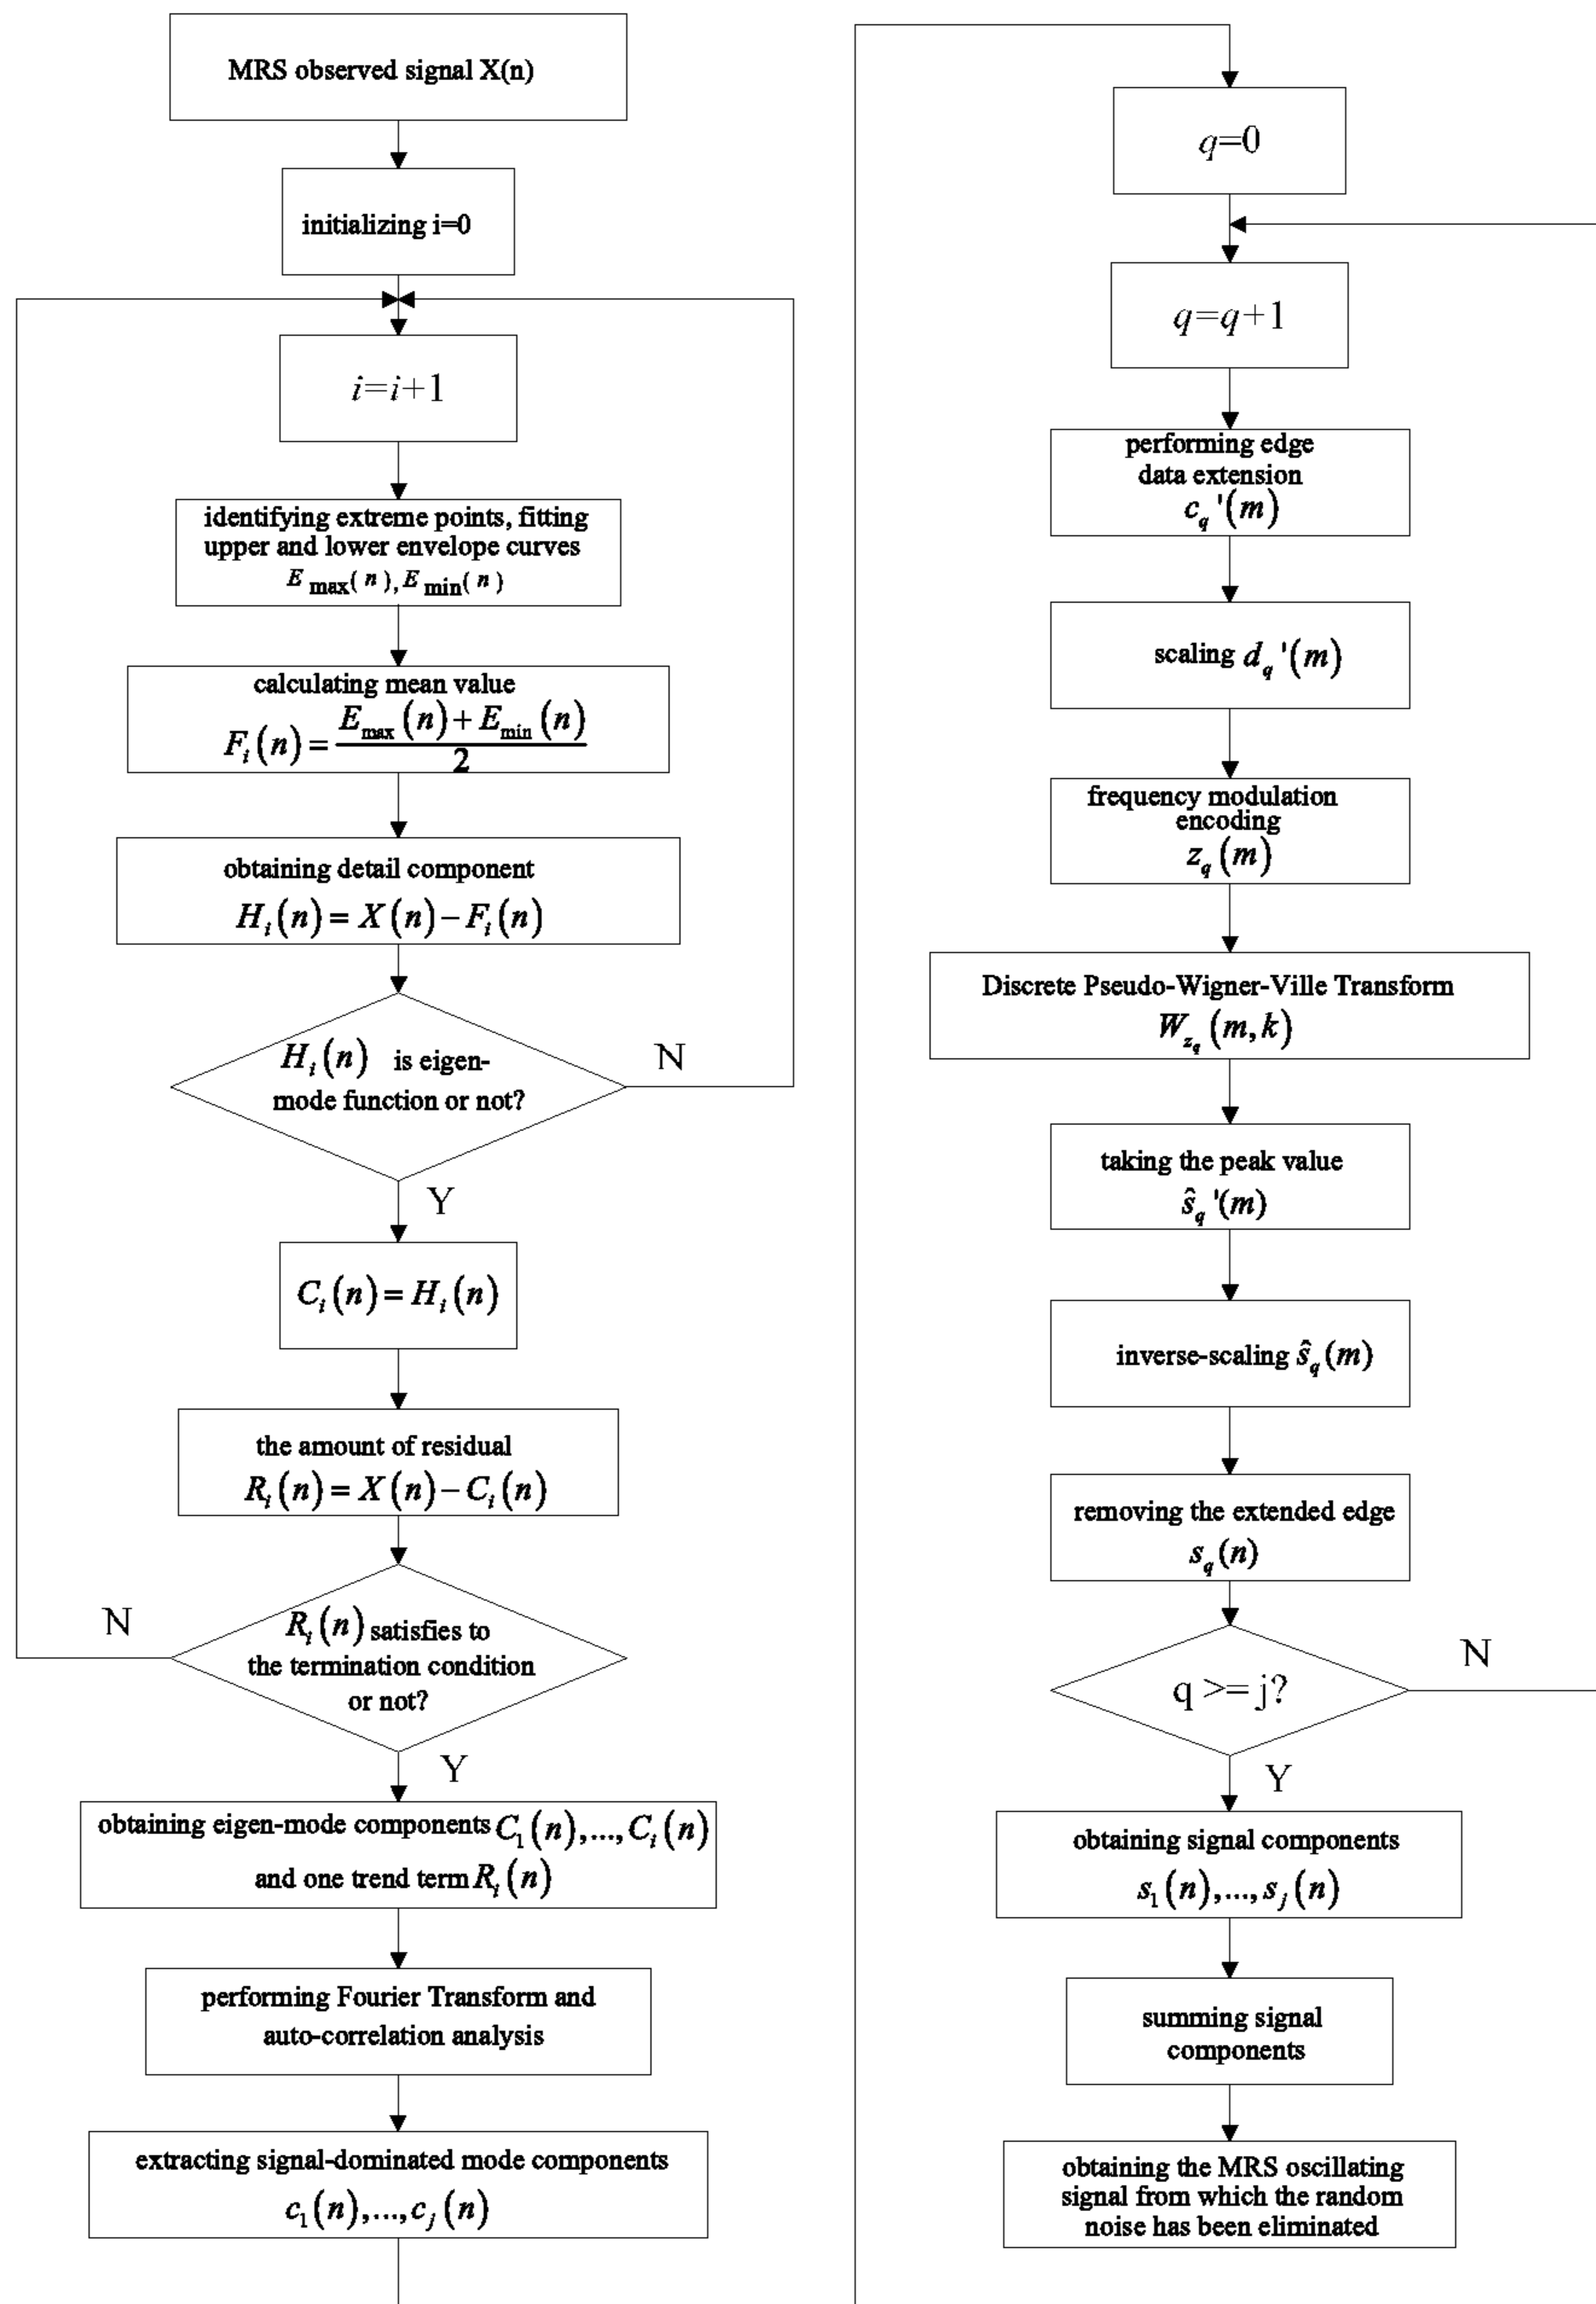 MRS observed signal X(n)
initializing i=0
i=i+1
identifying extreme points, fitting
upper and lower envelope curves
E max( n ), E min( n )
calculating mean value
F_i(n) = (E_max(n) + E_min(n)) / 2
obtaining detail component
H_i(n) = X(n) − F_i(n)
H_i(n) is eigen-
mode function or not?
N
Y
C_i(n) = H_i(n)
the amount of residual
R_i(n) = X(n) − C_i(n)
R_i(n) satisfies to
the termination condition
or not?
N
Y
obtaining eigen-mode components C_1(n),...,C_i(n)
and one trend term R_i(n)
performing Fourier Transform and
auto-correlation analysis
extracting signal-dominated mode components
c_1(n),...,c_j(n)
q=0
q=q+1
performing edge
data extension
c_q'(m)
scaling d_q'(m)
frequency modulation
encoding
z_q(m)
Discrete Pseudo-Wigner-Ville Transform
W_{z_q}(m,k)
taking the peak value
ŝ_q'(m)
inverse-scaling ŝ_q(m)
removing the extended edge
s_q(n)
q >= j?
N
Y
obtaining signal components
s_1(n),...,s_j(n)
summing signal
components
obtaining the MRS oscillating
signal from which the random
noise has been eliminated